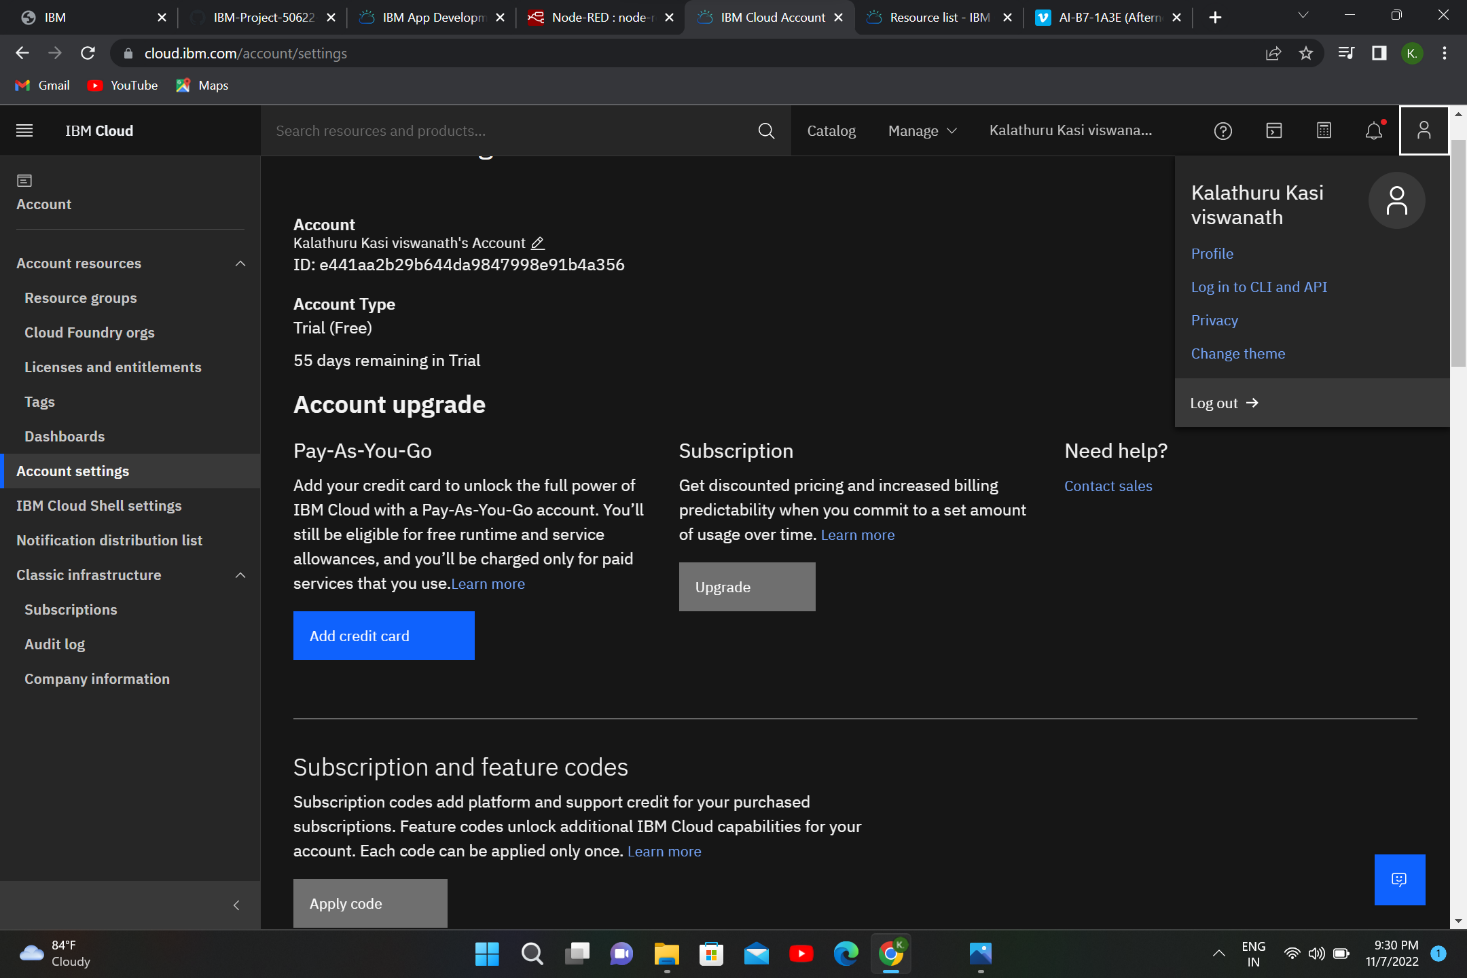 IBM
IBM-Project-50622
IBM App Developm
Node-RED : node-r
IBM Cloud Account
Resource list - IBM
AI-B7-1A3E (Aftern
cloud.ibm.com/account/settings
K.
Gmail
YouTube
Maps
IBM Cloud
Search resources and products...
Catalog
Manage
Kalathuru Kasi viswana...
Account
Account resources
Resource groups
Cloud Foundry orgs
Licenses and entitlements
Tags
Dashboards
Account settings
IBM Cloud Shell settings
Notification distribution list
Classic infrastructure
Subscriptions
Audit log
Company information
Account
Kalathuru Kasi viswanath's Account
ID: e441aa2b29b644da9847998e91b4a356
Account Type
Trial (Free)
55 days remaining in Trial
Account upgrade
Pay-As-You-Go
Add your credit card to unlock the full power of
IBM Cloud with a Pay-As-You-Go account. You’ll
still be eligible for free runtime and service
allowances, and you’ll be charged only for paid
services that you use.Learn more
Add credit card
Subscription
Get discounted pricing and increased billing
predictability when you commit to a set amount
of usage over time. Learn more
Upgrade
Need help?
Contact sales
Kalathuru Kasi
viswanath
Profile
Log in to CLI and API
Privacy
Change theme
Log out
Subscription and feature codes
Subscription codes add platform and support credit for your purchased
subscriptions. Feature codes unlock additional IBM Cloud capabilities for your
account. Each code can be applied only once. Learn more
Apply code
84°F
Cloudy
K
ENG
IN
9:30 PM
11/7/2022
1